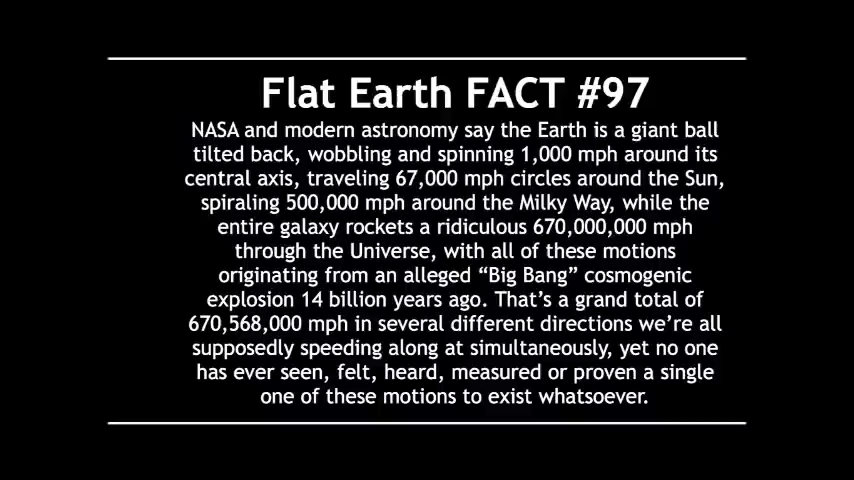 Flat Earth FACT #97
NASA and modern astronomy say the Earth is a giant ball
tilted back, wobbling and spinning 1,000 mph around its
central axis, traveling 67,000 mph circles around the Sun,
spiraling 500,000 mph around the Milky Way, while the
entire galaxy rockets a ridiculous 670,000,000 mph
through the Universe, with all of these motions
originating from an alleged “Big Bang” cosmogenic
explosion 14 billion years ago. That’s a grand total of
670,568,000 mph in several different directions we’re all
supposedly speeding along at simultaneously, yet no one
has ever seen, felt, heard, measured or proven a single
one of these motions to exist whatsoever.